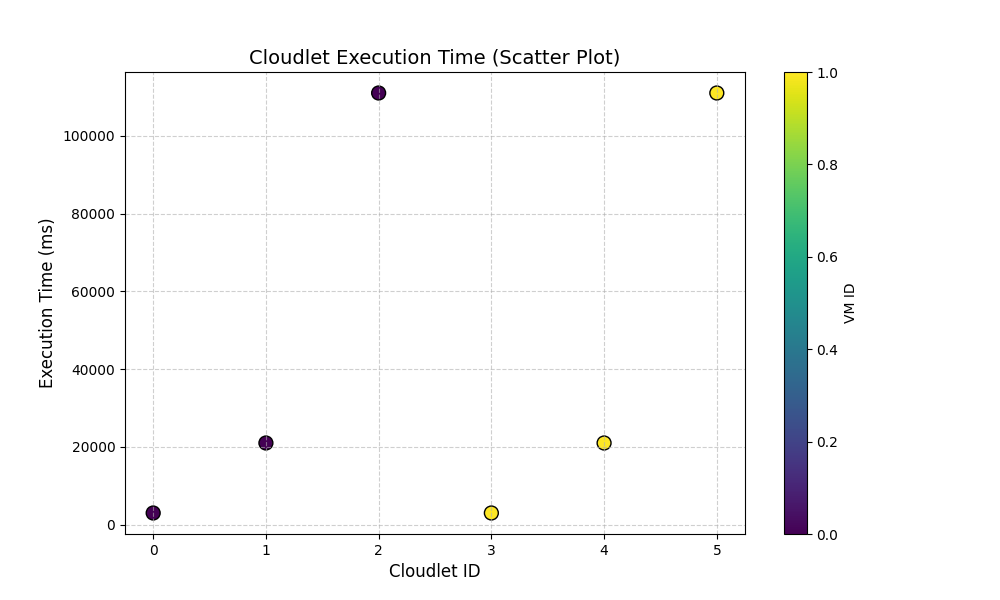 Cloudlet Execution Time (Scatter Plot)
Execution Time (ms)
100000
80000
60000
40000
20000
0
0 1 2 3 4 5
Cloudlet ID
1.0
0.8
0.6
0.4
0.2
0.0
VM ID